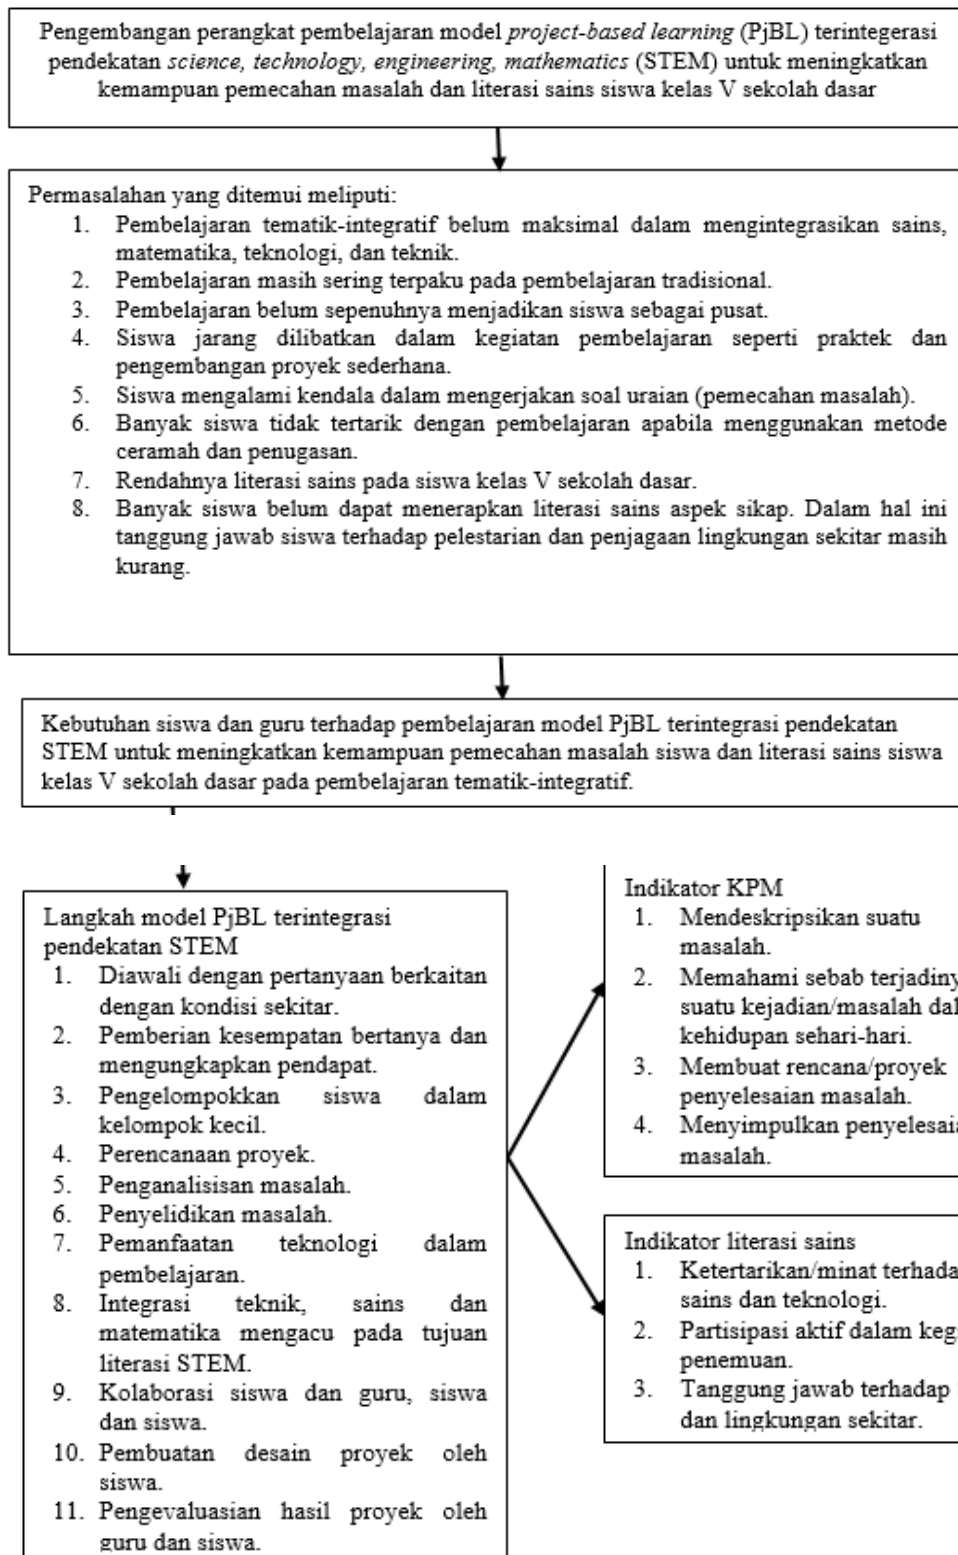 Pengembangan perangkat pembelajaran model project-based learning (PjBL) terintegerasi
pendekatan science, technology, engineering, mathematics (STEM) untuk meningkatkan
kemampuan pemecahan masalah dan literasi sains siswa kelas V sekolah dasar
Permasalahan yang ditemui meliputi:
1. Pembelajaran tematik-integratif belum maksimal dalam mengintegrasikan sains,
matematika, teknologi, dan teknik.
2. Pembelajaran masih sering terpaku pada pembelajaran tradisional.
3. Pembelajaran belum sepenuhnya menjadikan siswa sebagai pusat.
4. Siswa jarang dilibatkan dalam kegiatan pembelajaran seperti praktek dan
pengembangan proyek sederhana.
5. Siswa mengalami kendala dalam mengerjakan soal uraian (pemecahan masalah).
6. Banyak siswa tidak tertarik dengan pembelajaran apabila menggunakan metode
ceramah dan penugasan.
7. Rendahnya literasi sains pada siswa kelas V sekolah dasar.
8. Banyak siswa belum dapat menerapkan literasi sains aspek sikap. Dalam hal ini
tanggung jawab siswa terhadap pelestarian dan penjagaan lingkungan sekitar masih
kurang.
Kebutuhan siswa dan guru terhadap pembelajaran model PjBL terintegrasi pendekatan
STEM untuk meningkatkan kemampuan pemecahan masalah siswa dan literasi sains siswa
kelas V sekolah dasar pada pembelajaran tematik-integratif.
Langkah model PjBL terintegrasi
pendekatan STEM
1. Diawali dengan pertanyaan berkaitan
dengan kondisi sekitar.
2. Pemberian kesempatan bertanya dan
mengungkapkan pendapat.
3. Pengelompokkan siswa dalam
kelompok kecil.
4. Perencanaan proyek.
5. Penganalisisan masalah.
6. Penyelidikan masalah.
7. Pemanfaatan teknologi dalam
pembelajaran.
8. Integrasi teknik, sains dan
matematika mengacu pada tujuan
literasi STEM.
9. Kolaborasi siswa dan guru, siswa
dan siswa.
10. Pembuatan desain proyek oleh
siswa.
11. Pengevaluasian hasil proyek oleh
guru dan siswa.
Indikator KPM
1. Mendeskripsikan suatu
masalah.
2. Memahami sebab terjadiny
suatu kejadian/masalah dal
kehidupan sehari-hari.
3. Membuat rencana/proyek
penyelesaian masalah.
4. Menyimpulkan penyelesaia
masalah.
Indikator literasi sains
1. Ketertarikan/minat terhada
sains dan teknologi.
2. Partisipasi aktif dalam keg
penemuan.
3. Tanggung jawab terhadap
dan lingkungan sekitar.